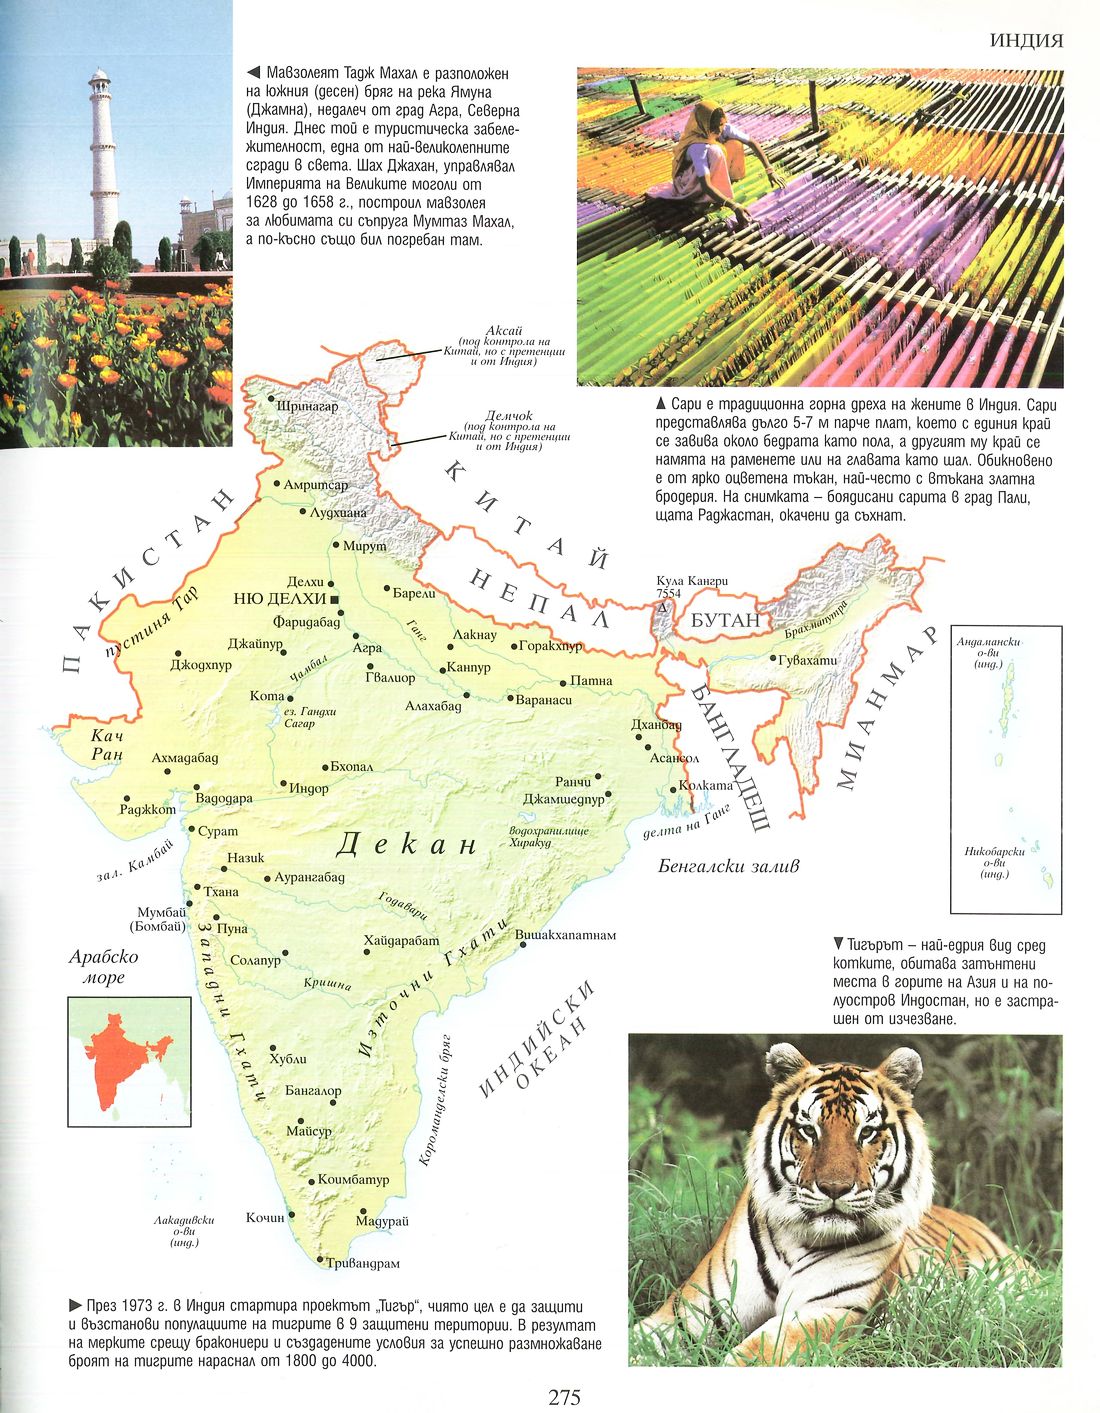 ИНДИЯ
◀ Мавзолеят Тадж Махал е разположен
на южния (десен) бряг на река Ямуна
(Джамна), недалеч от град Агра, Северна
Индия. Днес той е туристическа забеле-
жителност, една от най-великолепните
сгради в света. Шах Джахан, управлявал
Империята на Великите моголи от
1628 до 1658 г., построил мавзолея
за любимата си съпруга Мумтаз Махал,
а по-късно също бил погребан там.
▲ Сари е традиционна горна дреха на жените в Индия. Сари
представлява дълго 5-7 м парче плат, което с единия край
се завива около бедрата като пола, а другият му край се
намята на раменете или на главата като шал. Обикновено
е от ярко оцветена тъкан, най-често с втъкана златна
бродерия. На снимката – боядисани сарита в град Пали,
щата Раджастан, окачени да съхнат.
Аксай
(под контрола на
Китай, но с претенции
и от Индия)
Демчок
(под контрола на
Китай, но с претенции
и от Индия)
Шринагар
Амритсар
Лудхиана
ПАКИСТАН
КИТАЙ
НЕПАЛ
Мирут
Делхи
НЮ ДЕЛХИ
Барели
Фаридабад
пустиня Тар
Кула Кангри
7554
БУТАН
Брахмапутра
Гувахати
МИАНМАР
Джайпур
Джодхпур
Агра
Ганг
Лакнау
Горакхпур
Чамбал
Гвалиор
Канпур
Патна
Кота
ез. Гандхи
Сагар
Алахабад
Варанаси
БАНГЛАДЕШ
Дханбад
Асансол
Кач
Ран
Ахмадабад
Бхопал
Индор
Ранчи
Джамшедпур
Колката
Раджкот
Вадодара
делта на Ганг
Сурат
Декан
водохранилище
Хиракуд
Бенгалски залив
зал. Камбай
Назик
Аурангабад
Тхана
Годавари
Мумбай
(Бомбай)
Пуна
Хайдарабат
Вишакхапатнам
Солапур
Кришна
Западни Гхати
Източни Гхати
Арабско
море
ИНДИЙСКИ
ОКЕАН
Коромандelski бряг
Хубли
Бангалор
Майсур
Коимбатур
Кочин
Мадурай
Тривандрам
Лакадивски
о-ви
(инд.)
Андамански
о-ви
(инд.)
Никобарски
о-ви
(инд.)
▼ Тигърът – най-едрия вид сред
котките, обитава затънтени
места в горите на Азия и на по-
луостров Индостан, но е застра-
шен от изчезване.
▶ През 1973 г. в Индия стартира проектът „Тигър“, чиято цел е да защити
и възстанови популациите на тигрите в 9 защитени територии. В резултат
на мерките срещу бракониери и създадените условия за успешно размножаване
броят на тигрите нараснал от 1800 до 4000.
275